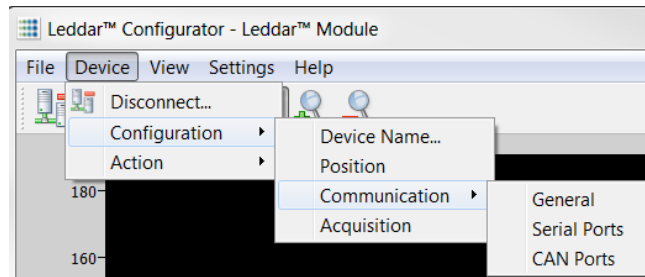 Leddar™ Configurator - Leddar™ Module
File Device View Settings Help
Disconnect...
Configuration
Device Name...
Action
Position
180
Communication
General
Acquisition
Serial Ports
160
CAN Ports